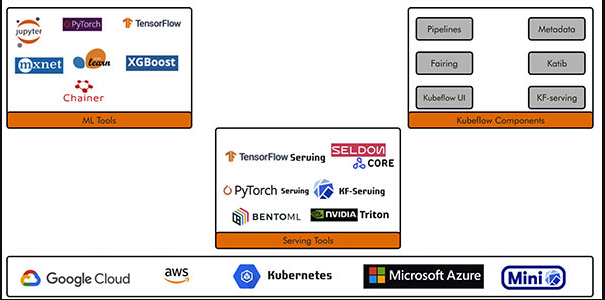 jupyter
PyTorch
TensorFlow
mxnet
learn
XGBoost
Chainer
ML Tools
Pipelines
Metadata
Fairing
Katib
Kubeflow UI
KF-serving
Kubeflow Components
TensorFlow Serving
SELDON
CORE
PyTorch Serving
KF-Serving
BENTOML
NVIDIA Triton
Serving Tools
Google Cloud
aws
Kubernetes
Microsoft Azure
Mini